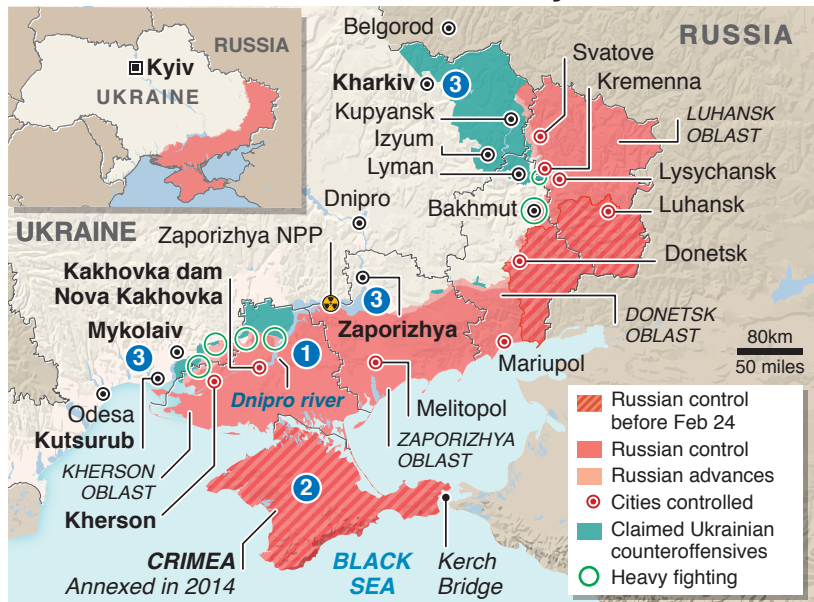 RUSSIA
Kyiv
UKRAINE
Belgorod
RUSSIA
Svatove
Kremenna
Kharkiv
3
Kupyansk
Izyum
Lyman
LUHANSK
OBLAST
Lysychansk
Dnipro
Bakhmut
Luhansk
UKRAINE
Zaporizhya NPP
Donetsk
Kakhovka dam
Nova Kakhovka
3
Zaporizhya
DONETSK
OBLAST
Mykolaiv
3
1
Mariupol
80km
50 miles
Odesa
Dnipro river
Melitopol
Kutsurub
KHERSON
OBLAST
ZAPORIZHYA
OBLAST
Kherson
2
CRIMEA
Annexed in 2014
BLACK
SEA
Kerch
Bridge
Russian control
before Feb 24
Russian control
Russian advances
Cities controlled
Claimed Ukrainian
counteroffensives
Heavy fighting